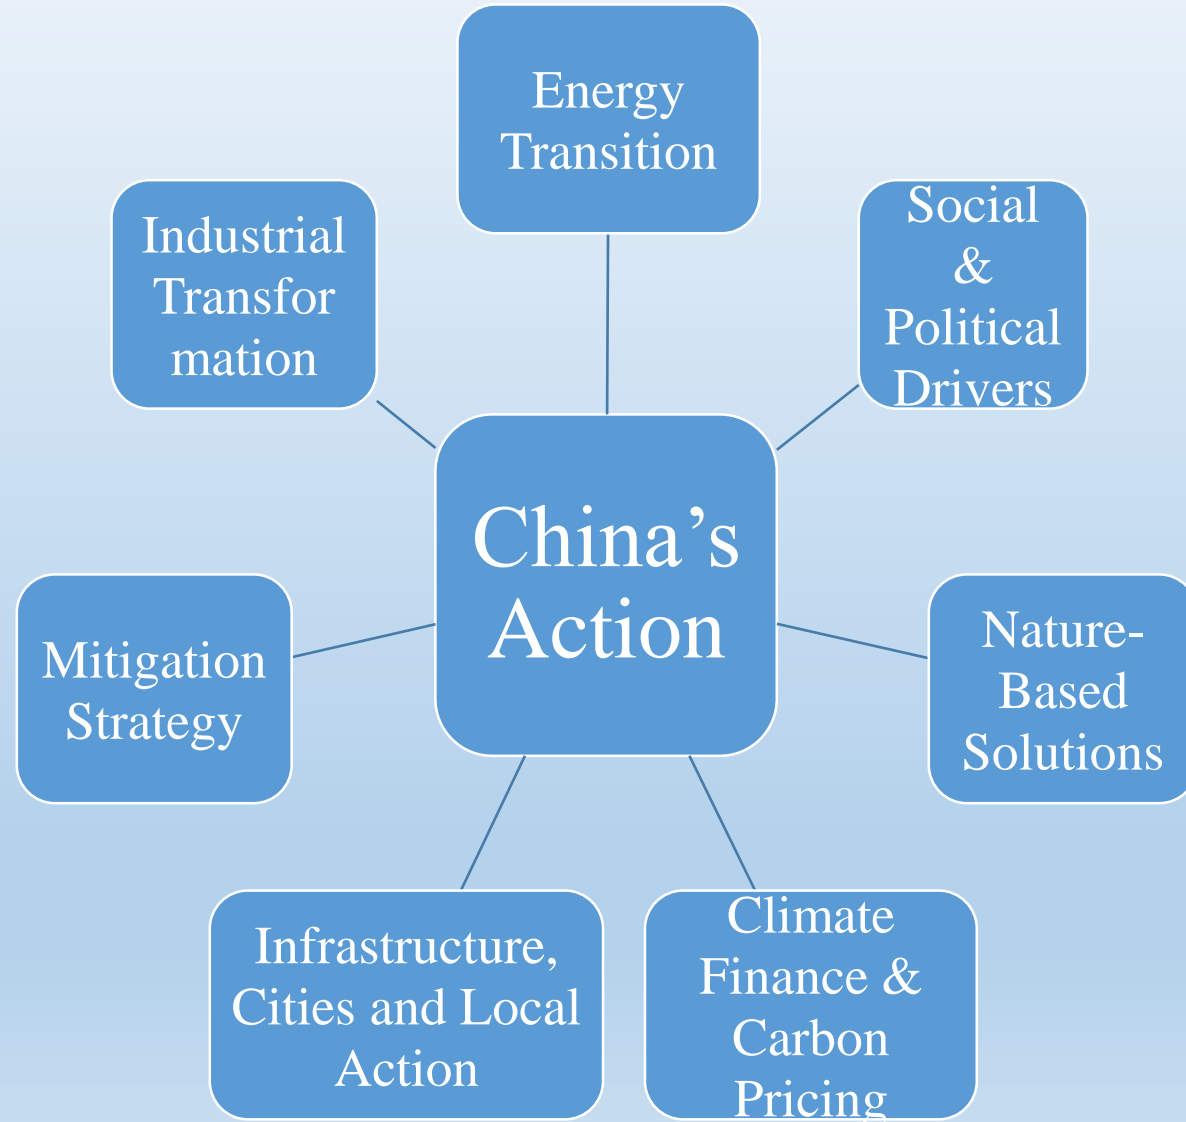 Energy
Transition
Social
&
Political
Drivers
Industrial
Transfor
mation
China’s
Action
Nature-
Based
Solutions
Mitigation
Strategy
Climate
Finance &
Carbon
Pricing
Infrastructure,
Cities and Local
Action